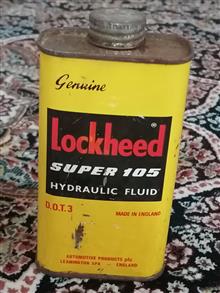 Genuine
Lockheed®
SUPER 105
HYDRAULIC FLUID
D.O.T.3
MADE IN ENGLAND
AUTOMOTIVE PRODUCTS plc
LEAMINGTON SPA - ENGLAND